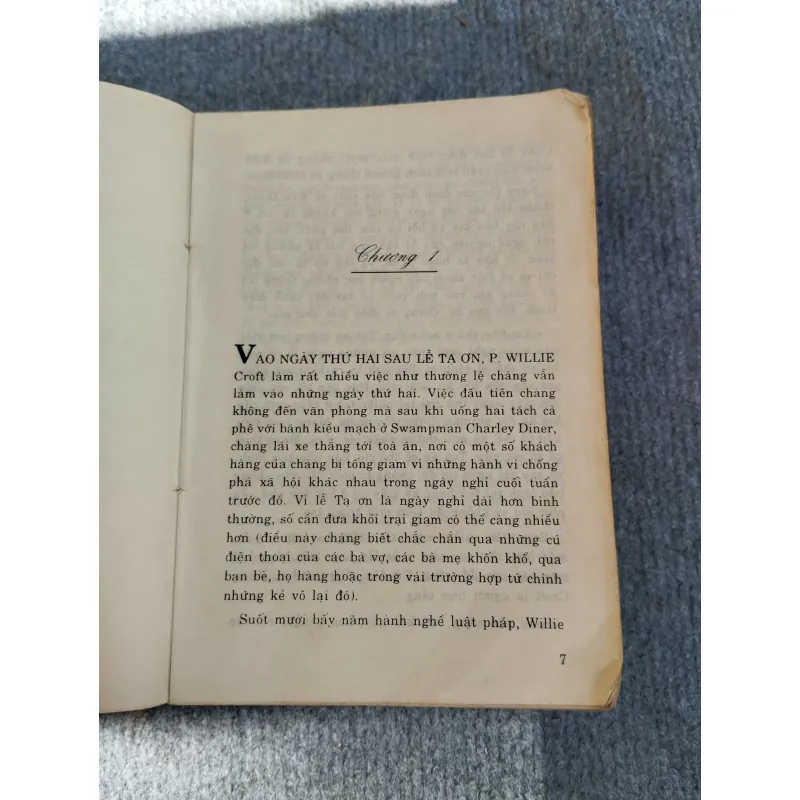 Chương 1
VÀO NGÀY THỨ HAI SAU LỄ TẠ ƠN, P. WILLIE
Croft làm rất nhiều việc như thường lệ chàng vẫn
làm vào những ngày thứ hai. Việc đầu tiên chàng
không đến văn phòng mà sau khi uống hai tách cà
phê với bánh kiều mạch ở Swampman Charley Diner,
chàng lái xe thẳng tới toà án, nơi có một số khách
hàng của chàng bị tống giam vì những hành vi chống
phá xã hội khác nhau trong ngày nghỉ cuối tuần
trước đó. Vì lễ Tạ ơn là ngày nghỉ dài hơn bình
thường, số cần đưa khỏi trại giam có thể càng nhiều
hơn (điều này chàng biết chắc chắn qua những cú
điện thoại của các bà vợ, các bà mẹ khốn khổ, qua
bạn bè, họ hàng hoặc trong vài trường hợp từ chính
những kẻ vô lại đó).
Suốt mười bảy năm hành nghề luật pháp, Willie
7